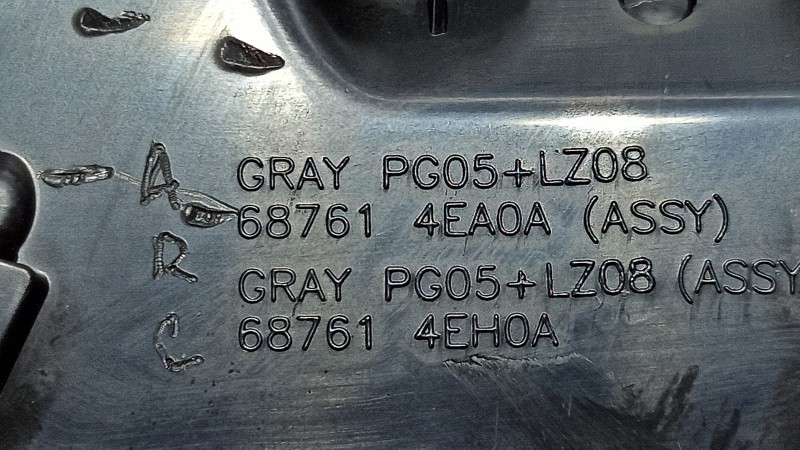 A
R
C
GRAY PG05+LZ08
68761 4EA0A (ASSY)
GRAY PG05+LZ08 (ASSY
68761 4EH0A